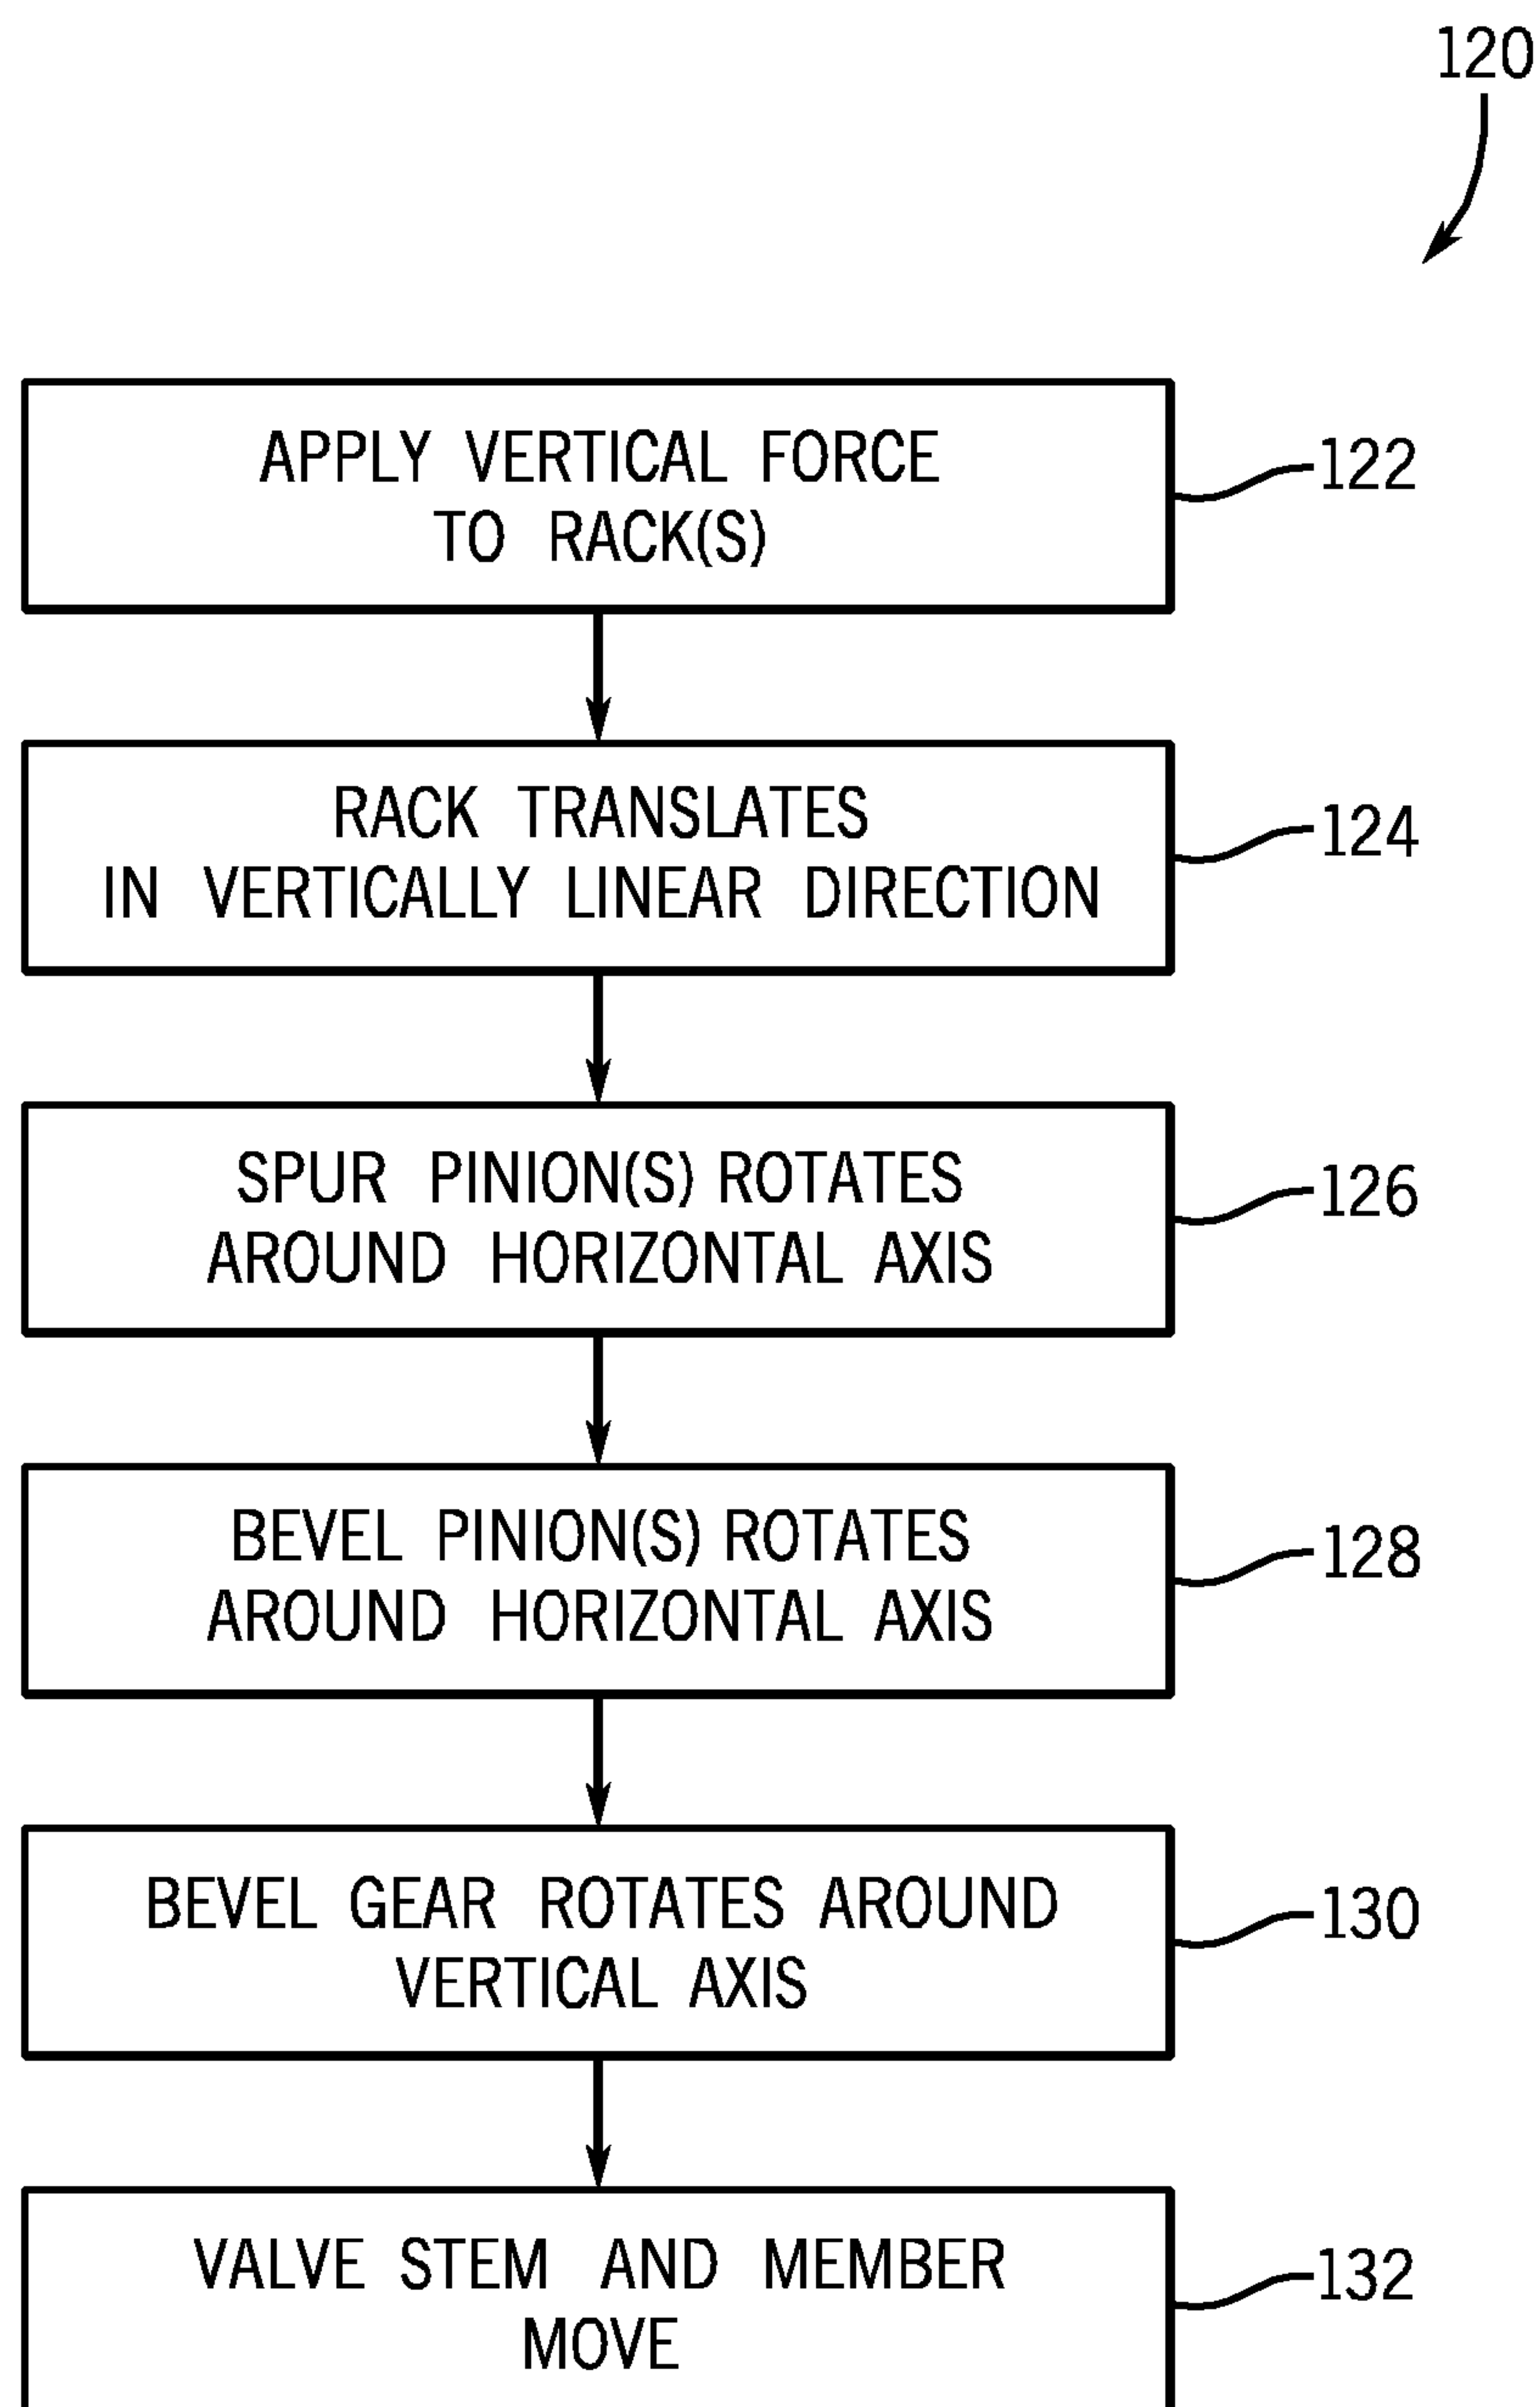 120
APPLY VERTICAL FORCE
TO RACK(S)
122
RACK TRANSLATES
IN VERTICALLY LINEAR DIRECTION
124
SPUR PINION(S) ROTATES
AROUND HORIZONTAL AXIS
126
BEVEL PINION(S) ROTATES
AROUND HORIZONTAL AXIS
128
BEVEL GEAR ROTATES AROUND
VERTICAL AXIS
130
VALVE STEM AND MEMBER
MOVE
132